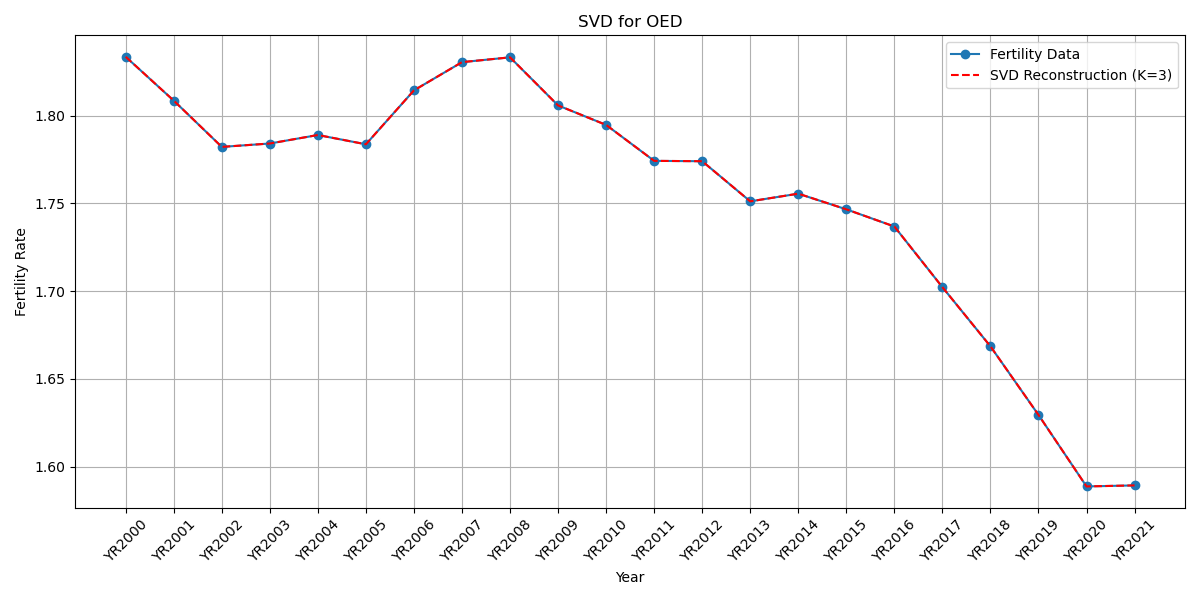 SVD for OED
Fertility Data
SVD Reconstruction (K=3)
Fertility Rate
1.80
1.75
1.70
1.65
1.60
YR2000
YR2001
YR2002
YR2003
YR2004
YR2005
YR2006
YR2007
YR2008
YR2009
YR2010
YR2011
YR2012
YR2013
YR2014
YR2015
YR2016
YR2017
YR2018
YR2019
YR2020
YR2021
Year